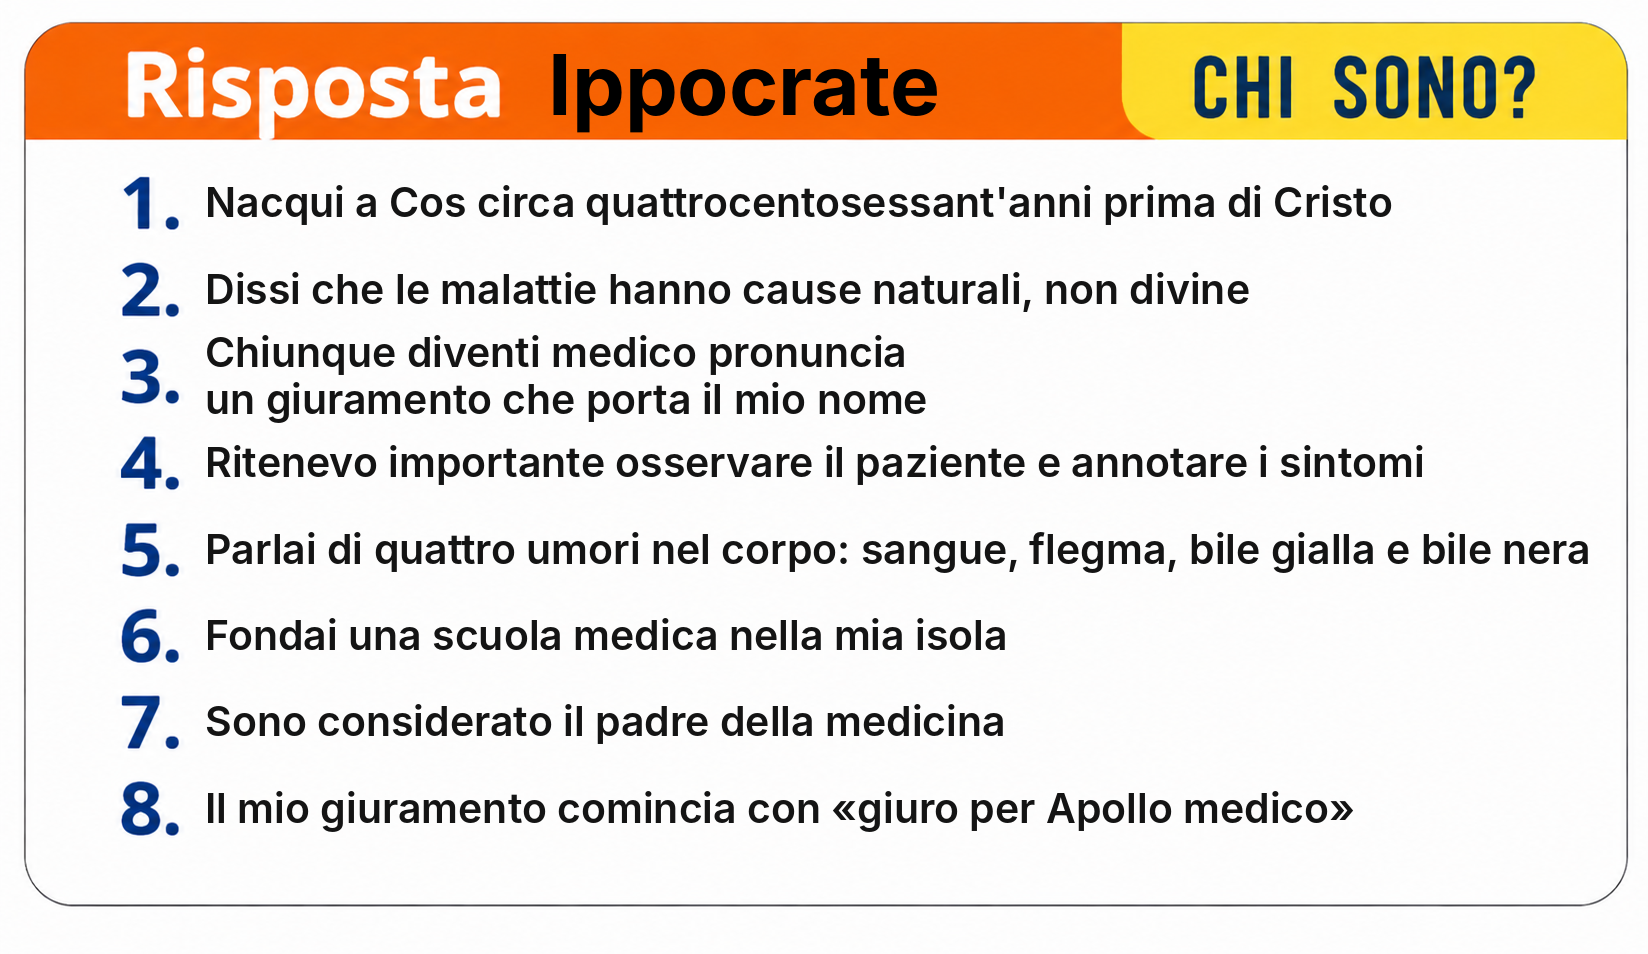 Risposta Ippocrate CHI SONO?
1. Nacqui a Cos circa quattrocentosessant'anni prima di Cristo
2. Dissi che le malattie hanno cause naturali, non divine
3. Chiunque diventi medico pronuncia
un giuramento che porta il mio nome
4. Ritenevo importante osservare il paziente e annotare i sintomi
5. Parlai di quattro umori nel corpo: sangue, flegma, bile gialla e bile nera
6. Fondai una scuola medica nella mia isola
7. Sono considerato il padre della medicina
8. Il mio giuramento comincia con «giuro per Apollo medico»